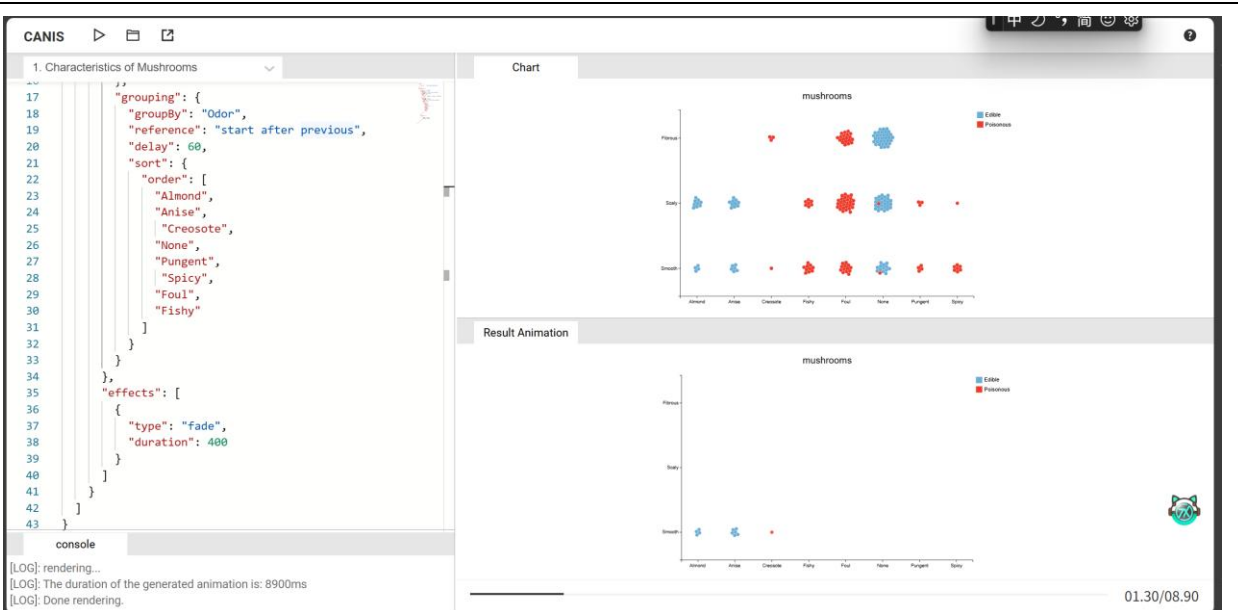 CANIS
中 简
1. Characteristics of Mushrooms
Chart
17 "grouping": {
18 "groupBy": "Odor",
19 "reference": "start after previous",
20 "delay": 60,
21 "sort": {
22 "order": [
23 "Almond",
24 "Anise",
25 "Creosote",
26 "None",
27 "Pungent",
28 "Spicy",
29 "Foul",
30 "Fishy"
31 ]
32 }
33 }
34 },
35 "effects": [
36 {
37 "type": "fade",
38 "duration": 400
39 }
40 ]
41 }
42 ]
43 }
console
[LOG]: rendering...
[LOG]: The duration of the generated animation is: 8900ms
[LOG]: Done rendering.
mushrooms
Edible
Poisonous
Fibrous
Scaly
Smooth
Almond Anise Creosote Fishy Foul None Pungent Spicy
Result Animation
mushrooms
Edible
Poisonous
Fibrous
Scaly
Smooth
Almond Anise Creosote Fishy Foul None Pungent Spicy
01.30/08.90